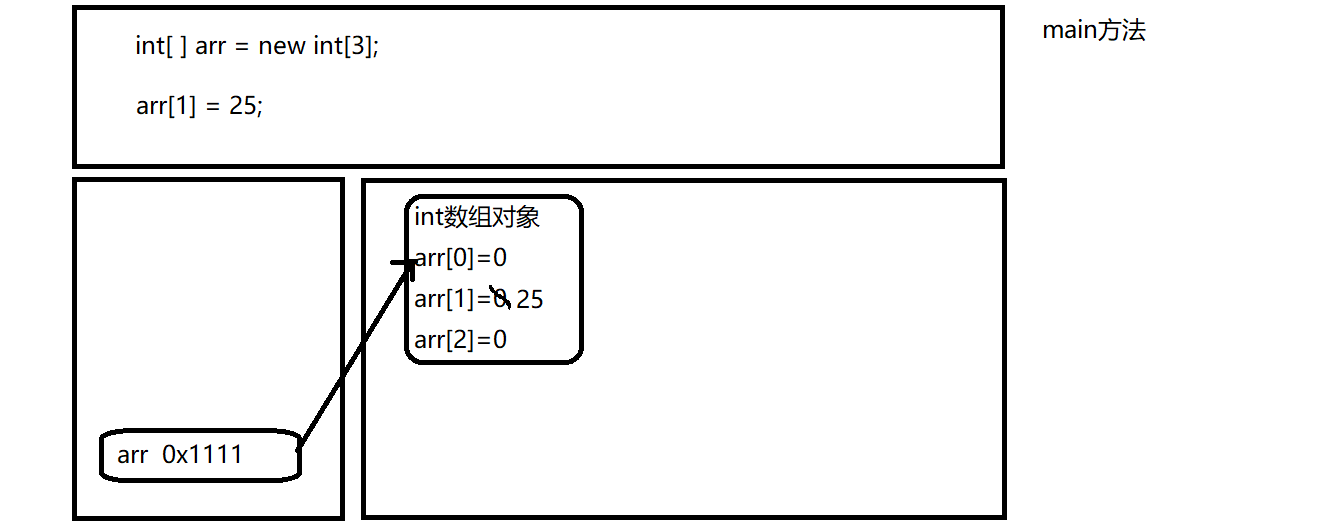 int[ ] arr = new int[3];
main方法
arr[1] = 25;
int数组对象
arr[0]=0
arr[1]=0 25
arr[2]=0
arr 0x1111